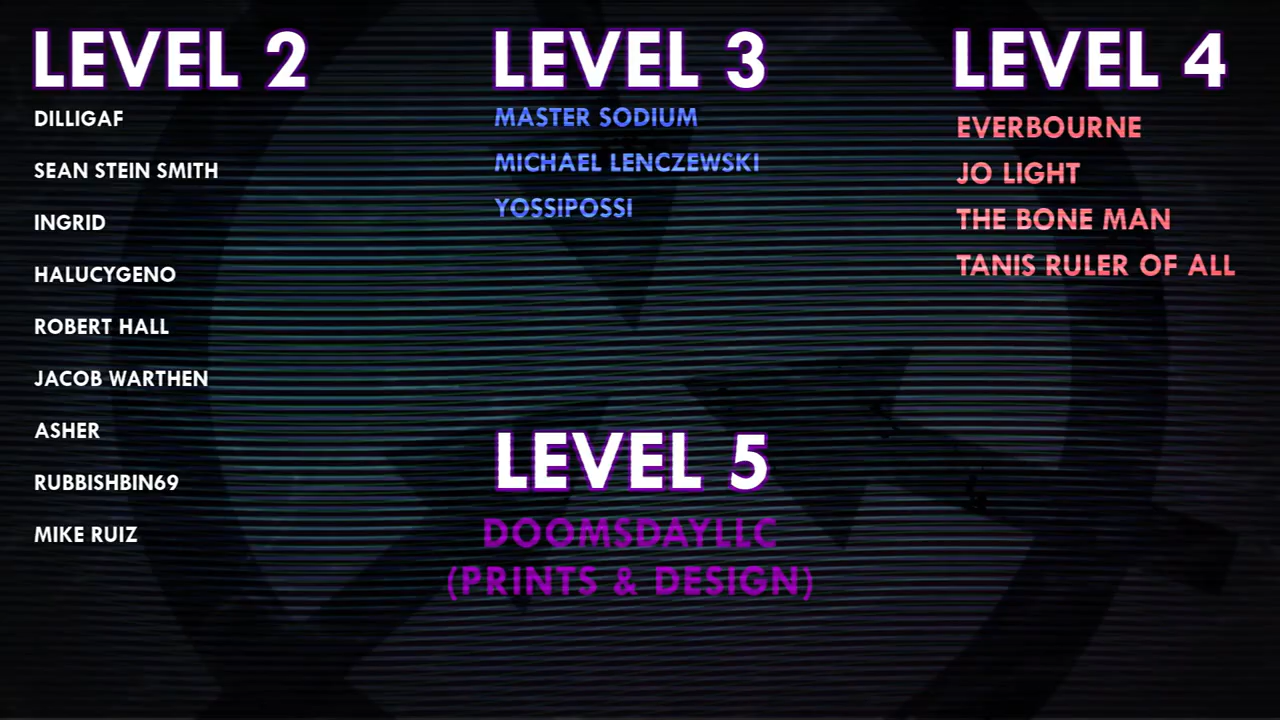 LEVEL 2
DILLIGAF
SEAN STEIN SMITH
INGRID
HALUCYGENO
ROBERT HALL
JACOB WARTHEN
ASHER
RUBBISHBIN69
MIKE RUIZ
LEVEL 3
MASTER SODIUM
MICHAEL LENCZEWSKI
YOSSIPOSSI
LEVEL 4
EVERBOURNE
JO LIGHT
THE BONE MAN
TANIS RULER OF ALL
LEVEL 5
DOOMSDAYLLC
(PRINTS & DESIGN)